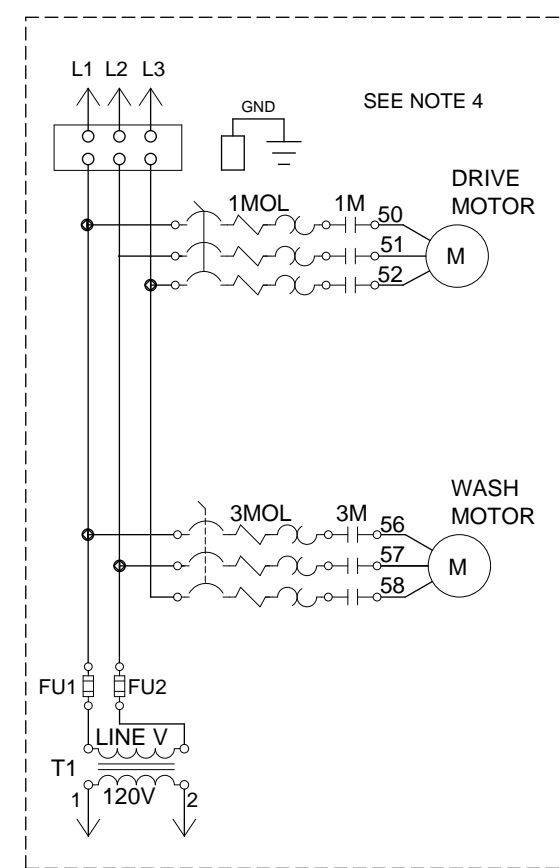 L1 L2 L3
GND
SEE NOTE 4
DRIVE
MOTOR
1MOL 1M 50
51
52
M
WASH
MOTOR
3MOL 3M 56
57
58
M
FU1 FU2
LINE V
T1
120V
1 2